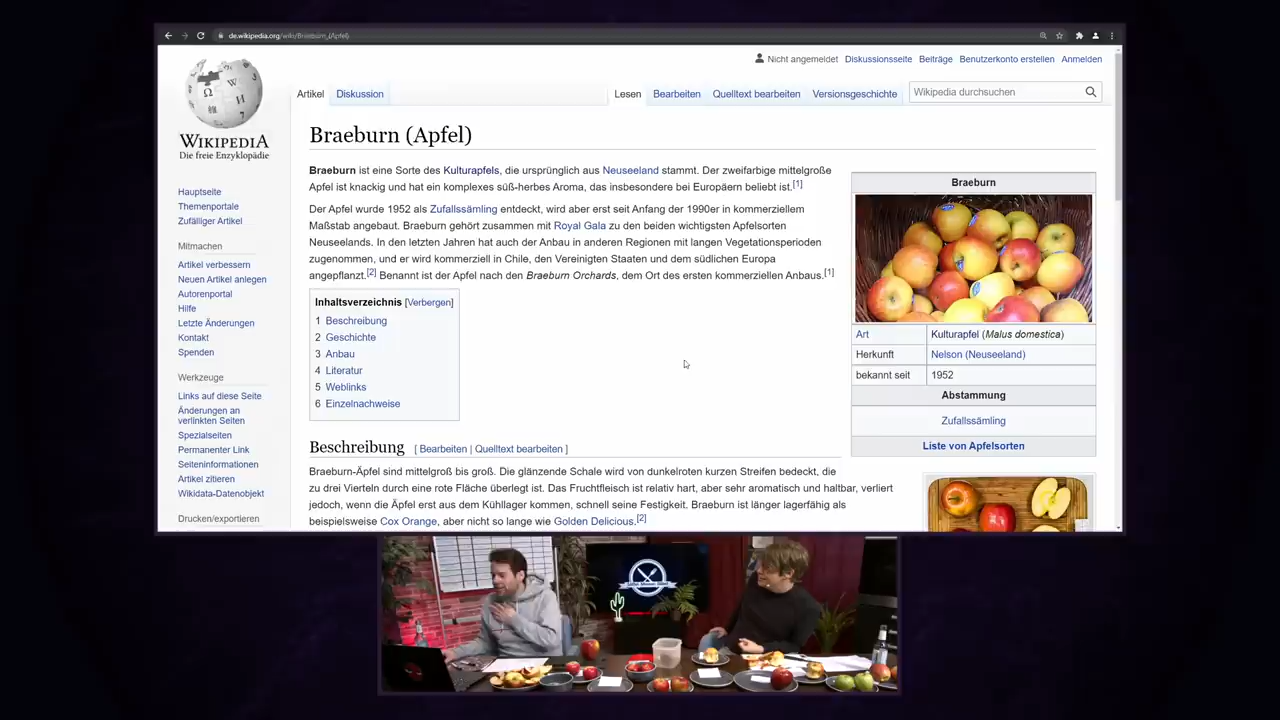 de.wikipedia.org/wiki/Braeburn_(Apfel)
Nicht angemeldet Diskussionsseite Beiträge Benutzerkonto erstellen Anmelden
Artikel Diskussion Lesen Bearbeiten Quelltext bearbeiten Versionsgeschichte Wikipedia durchsuchen
WIKIPEDIA
Die freie Enzyklopädie
Hauptseite
Themenportale
Zufälliger Artikel
Mitmachen
Artikel verbessern
Neuen Artikel anlegen
Autorenportal
Hilfe
Letzte Änderungen
Kontakt
Spenden
Werkzeuge
Links auf diese Seite
Änderungen an
verlinkten Seiten
Spezialseiten
Permanenter Link
Seiteninformationen
Artikel zitieren
Wikidata-Datenobjekt
Drucken/exportieren
Braeburn (Apfel)
Braeburn ist eine Sorte des Kulturapfels, die ursprünglich aus Neuseeland stammt. Der zweifarbige mittelgroße
Apfel ist knackig und hat ein komplexes süß-herbes Aroma, das insbesondere bei Europäern beliebt ist.[1]
Der Apfel wurde 1952 als Zufallssämling entdeckt, wird aber erst seit Anfang der 1990er in kommerziellem
Maßstab angebaut. Braeburn gehört zusammen mit Royal Gala zu den beiden wichtigsten Apfelsorten
Neuseelands. In den letzten Jahren hat auch der Anbau in anderen Regionen mit langen Vegetationsperioden
zugenommen, und er wird kommerziell in Chile, den Vereinigten Staaten und dem südlichen Europa
angepflanzt.[2] Benannt ist der Apfel nach den Braeburn Orchards, dem Ort des ersten kommerziellen Anbaus.[1]
Inhaltsverzeichnis [Verbergen]
1 Beschreibung
2 Geschichte
3 Anbau
4 Literatur
5 Weblinks
6 Einzelnachweise
Beschreibung [ Bearbeiten | Quelltext bearbeiten ]
Braeburn-Äpfel sind mittelgroß bis groß. Die glänzende Schale wird von dunkelroten kurzen Streifen bedeckt, die
zu drei Vierteln durch eine rote Fläche überlegt ist. Das Fruchtfleisch ist relativ hart, aber sehr aromatisch und haltbar, verliert
jedoch, wenn die Äpfel erst aus dem Kühllager kommen, schnell seine Festigkeit. Braeburn ist länger lagerfähig als
beispielsweise Cox Orange, aber nicht so lange wie Golden Delicious.[2]
Braeburn
Art Kulturapfel (Malus domestica)
Herkunft Nelson (Neuseeland)
bekannt seit 1952
Abstammung
Zufallssämling
Liste von Apfelsorten